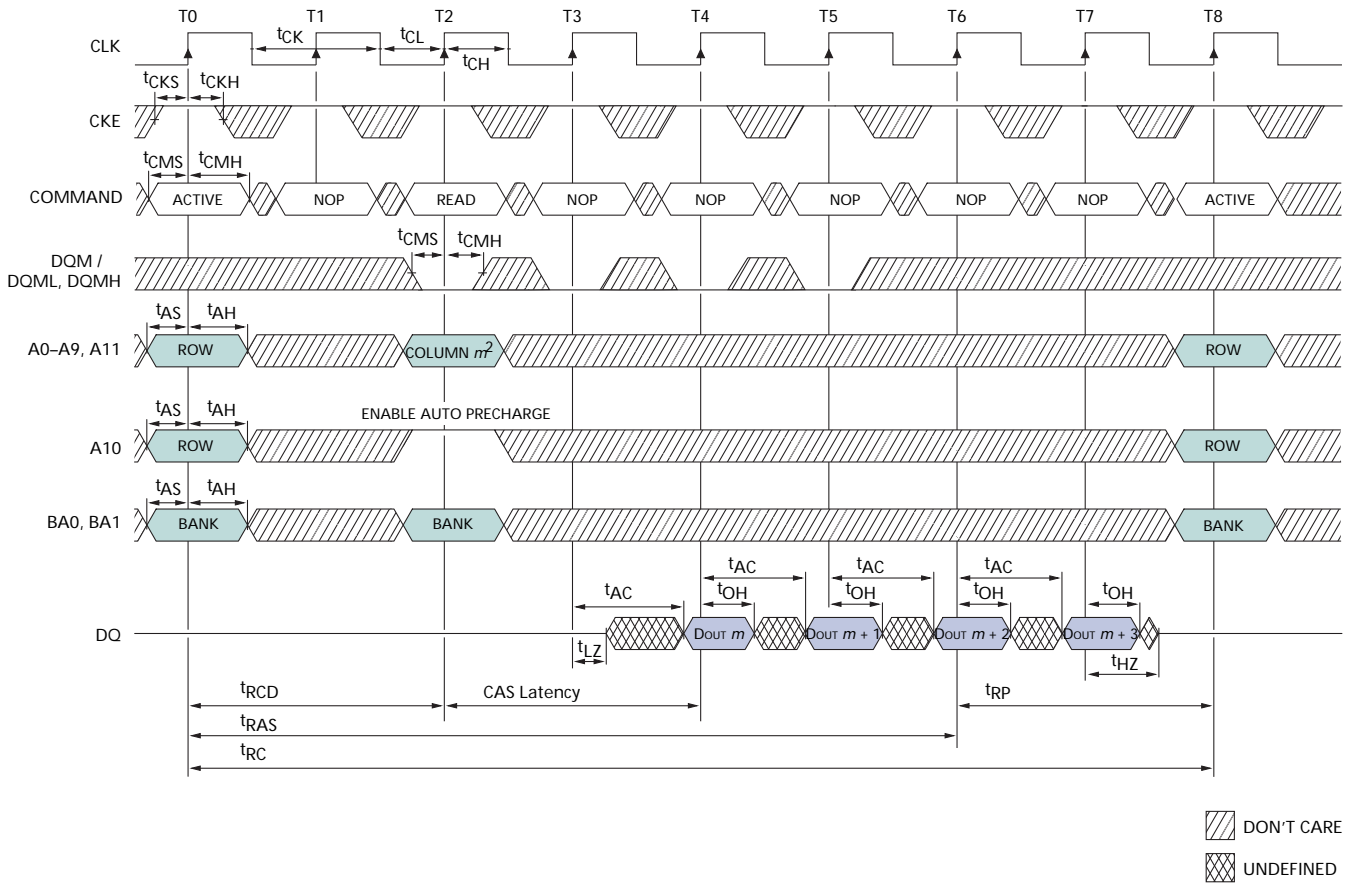 T0 T1 T2 T3 T4 T5 T6 T7 T8
CLK
tCK tCL
tCH
tCKS tCKH
CKE
tCMS tCMH
COMMAND ACTIVE NOP READ NOP NOP NOP NOP NOP ACTIVE
tCMS tCMH
DQM /
DQML, DQMH
tAS tAH
A0–A9, A11 ROW COLUMN m2 ROW
tAS tAH ENABLE AUTO PRECHARGE
A10 ROW ROW
tAS tAH
BA0, BA1 BANK BANK BANK
tAC tAC tAC
tAC tOH tOH tOH tOH
DQ DOUT m DOUT m + 1 DOUT m + 2 DOUT m + 3
tLZ tHZ
tRCD CAS Latency tRP
tRAS
tRC
DON'T CARE
UNDEFINED